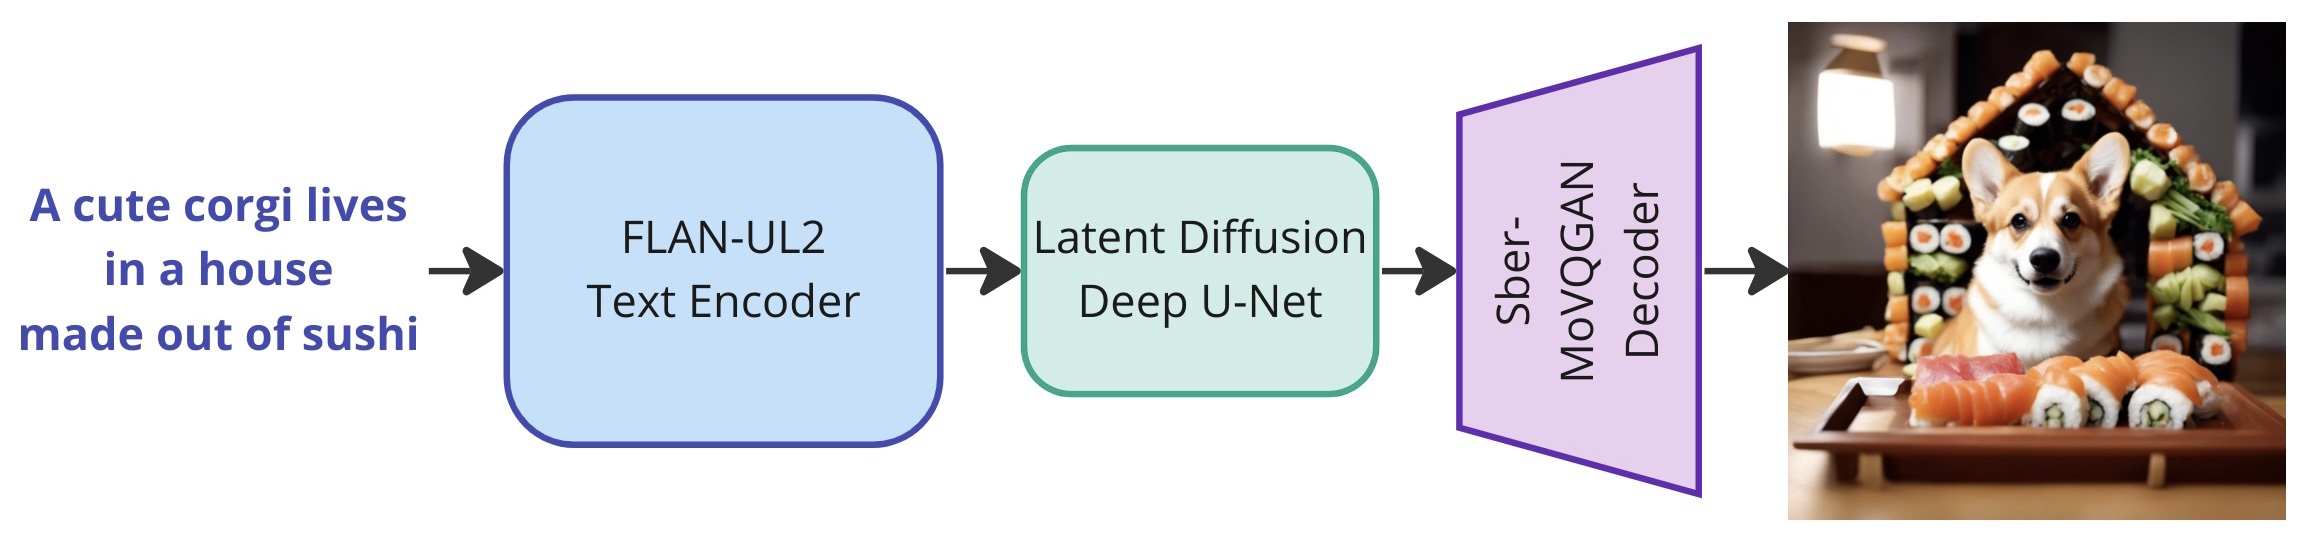 A cute corgi lives
in a house
made out of sushi
FLAN-UL2
Text Encoder
Latent Diffusion
Deep U-Net
Sber-
MoVQGAN
Decoder